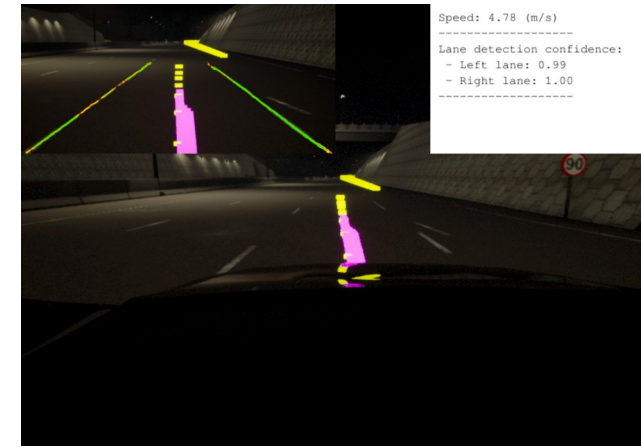 Speed: 4.78 (m/s)
-------------------
Lane detection confidence:
- Left lane: 0.99
- Right lane: 1.00
-------------------
90